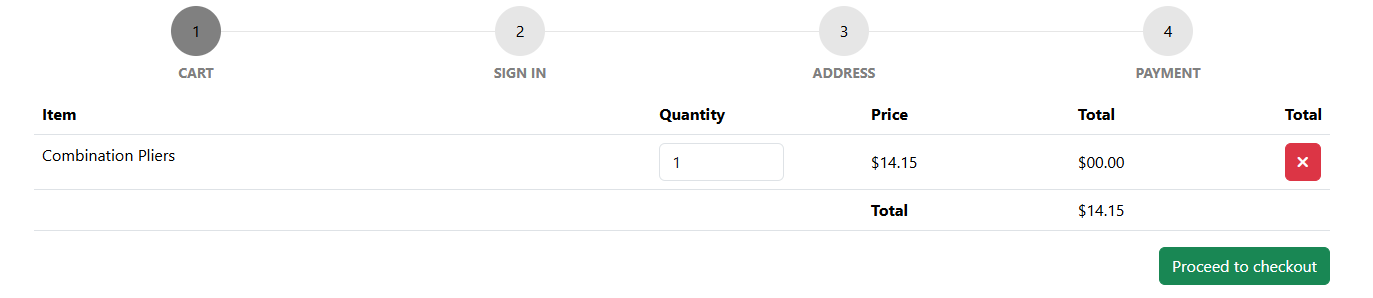 1 2 3 4
CART SIGN IN ADDRESS PAYMENT
Item Quantity Price Total Total
Combination Pliers 1 $14.15 $00.00 ×
Total $14.15
Proceed to checkout